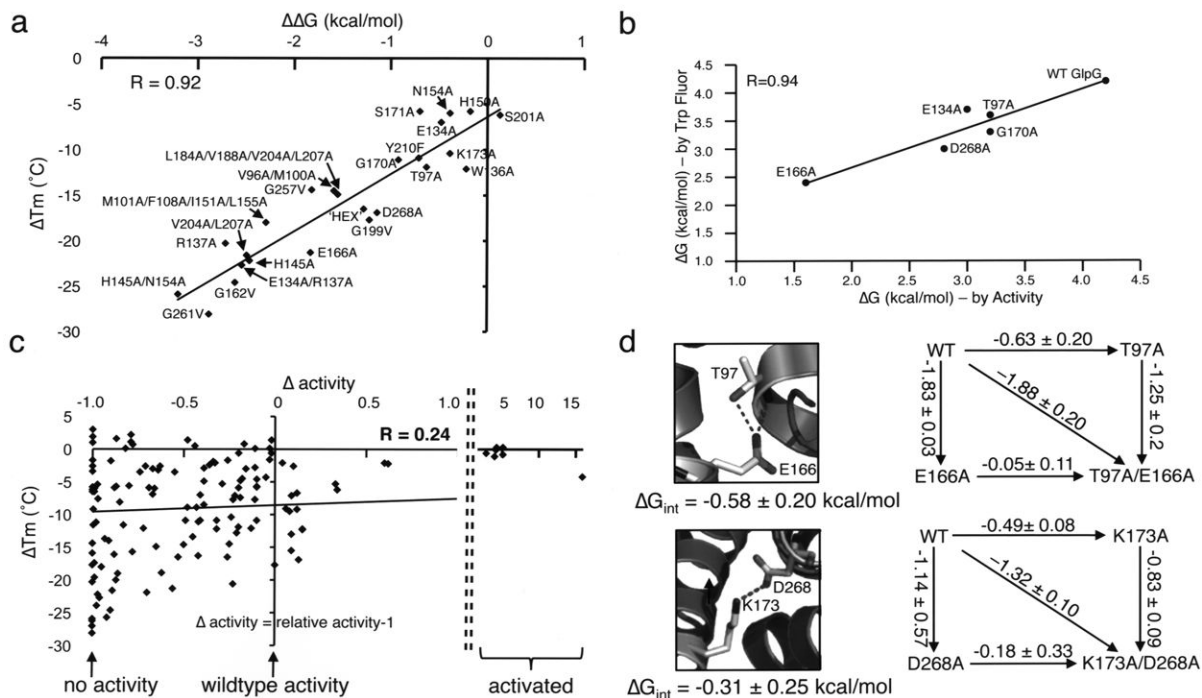 a
ΔΔG (kcal/mol)
-4 -3 -2 -1 0 1
0
-5
-10
-15
-20
-25
-30
ΔTm (˚C)
R = 0.92
N154A
H150A
S171A
S201A
E134A
Y210F
L184A/V188A/V204A/L207A
G170A
K173A
V96A/M100A
T97A
W136A
G257V
M101A/F108A/I151A/L155A
'HEX'
D268A
V204A/L207A
G199V
R137A
E166A
H145A
H145A/N154A
E134A/R137A
G162V
G261V
b
4.5
4.0
3.5
3.0
2.5
2.0
1.5
1.0
ΔG (kcal/mol) – by Trp Fluor
R=0.94
WT GlpG
E134A
T97A
G170A
D268A
E166A
1.0 1.5 2.0 2.5 3.0 3.5 4.0 4.5
ΔG (kcal/mol) – by Activity
c
Δ activity
-1.0 -0.5 0 0.5 1.0 5 10 15
5
0
-5
-10
-15
-20
-25
-30
ΔTm (˚C)
R = 0.24
Δ activity = relative activity-1
no activity
wildtype activity
activated
d
T97
E166
ΔGint = -0.58 ± 0.20 kcal/mol
WT
-0.63 ± 0.20
T97A
-1.83 ± 0.03
−1.88 ± 0.20
-1.25 ± 0.2
E166A
-0.05± 0.11
T97A/E166A
D268
K173
ΔGint = -0.31 ± 0.25 kcal/mol
WT
-0.49± 0.08
K173A
-1.14 ± 0.57
−1.32 ± 0.10
-0.83 ± 0.09
D268A
-0.18 ± 0.33
K173A/D268A